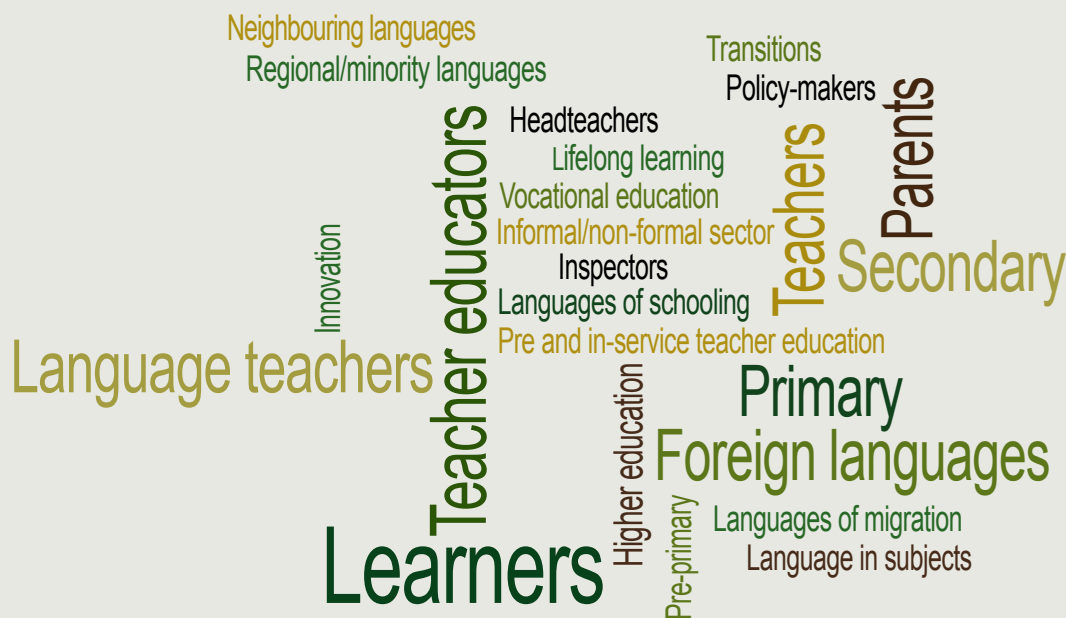 Neighbouring languages
Regional/minority languages
Transitions
Policy-makers
Parents
Teacher educators
Headteachers
Lifelong learning
Vocational education
Informal/non-formal sector
Teachers
Secondary
Inspectors
Languages of schooling
Innovation
Pre and in-service teacher education
Language teachers
Primary
Foreign languages
Higher education
Languages of migration
Language in subjects
Pre-primary
Learners